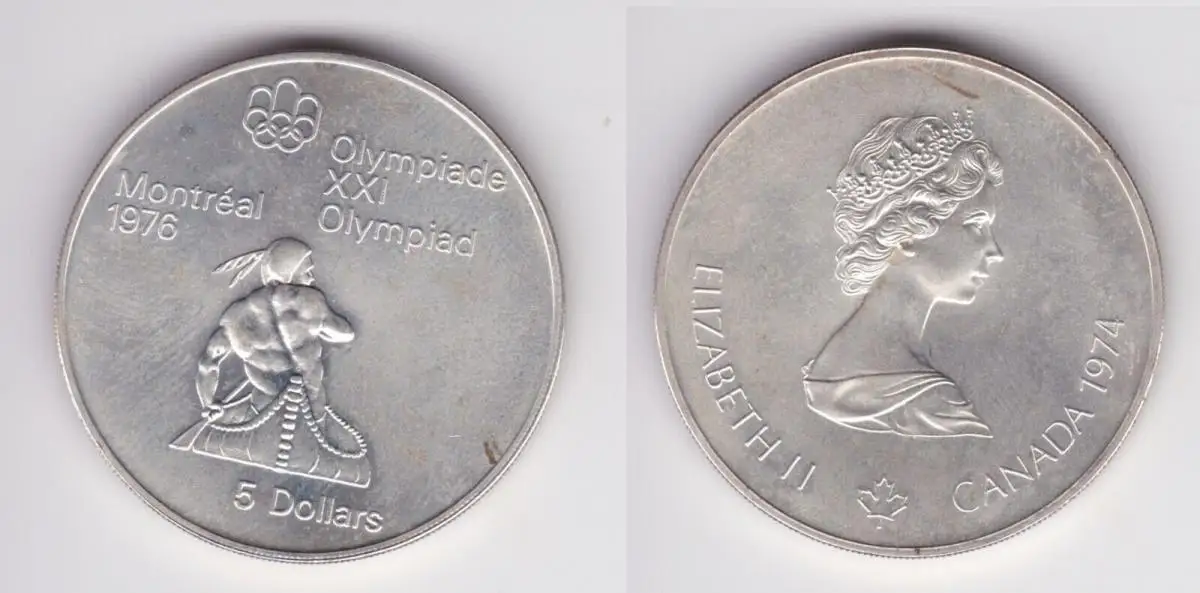 Olympiade
XXI
Olympiad
Montréal
1976
5 Dollars
ELIZABETH II
CANADA 1974